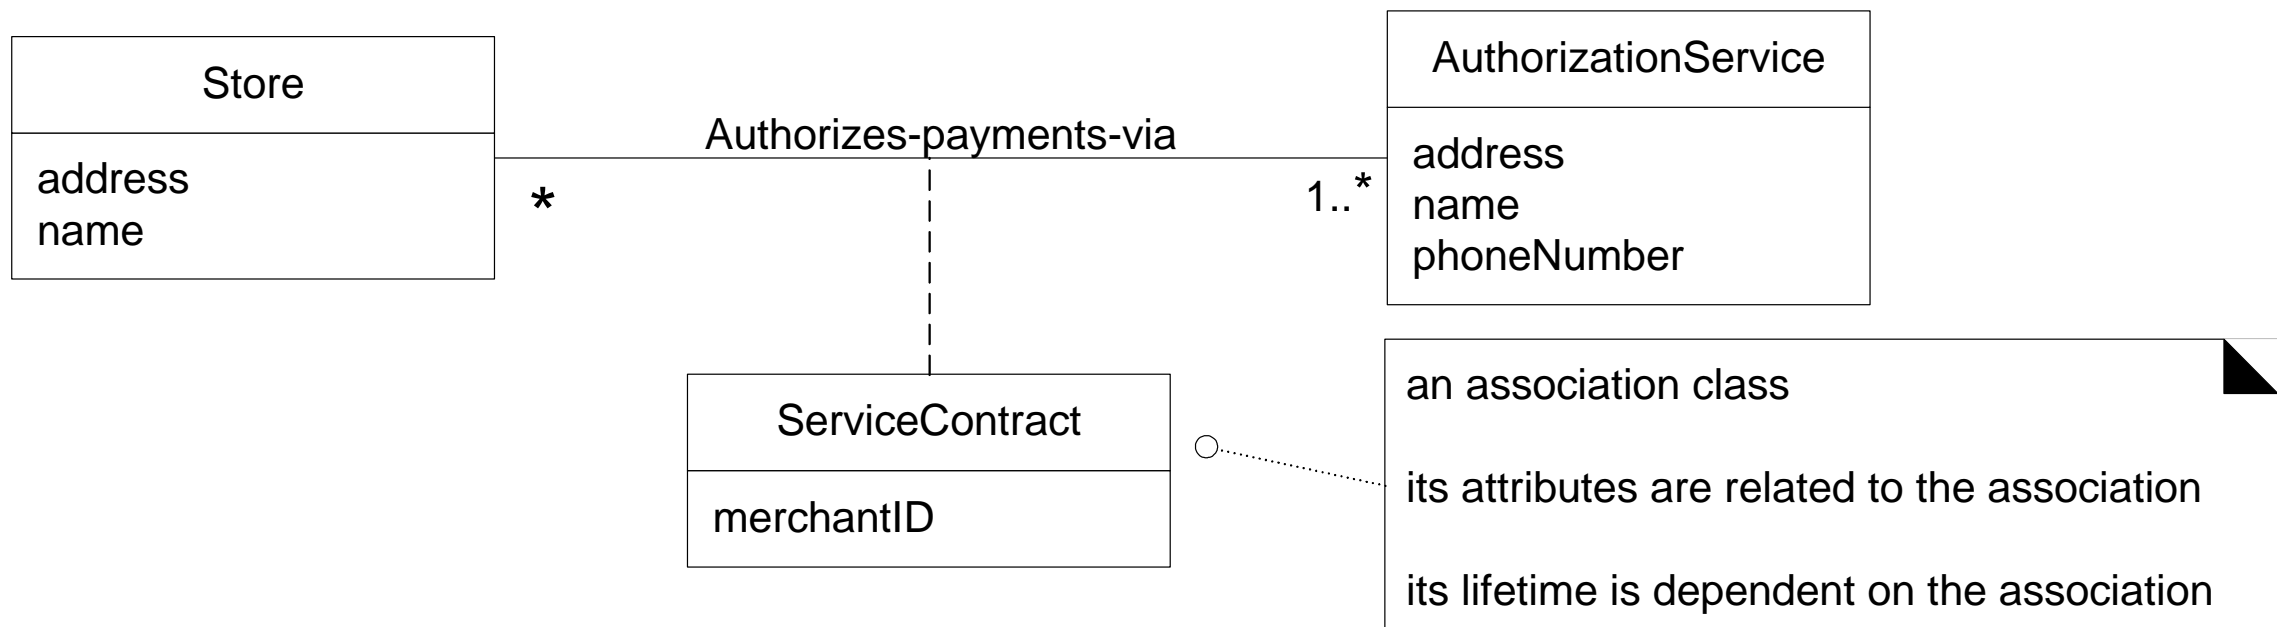 Store
address
name
Authorizes-payments-via
*
1..*
AuthorizationService
address
name
phoneNumber
ServiceContract
merchantID
an association class
its attributes are related to the association
its lifetime is dependent on the association